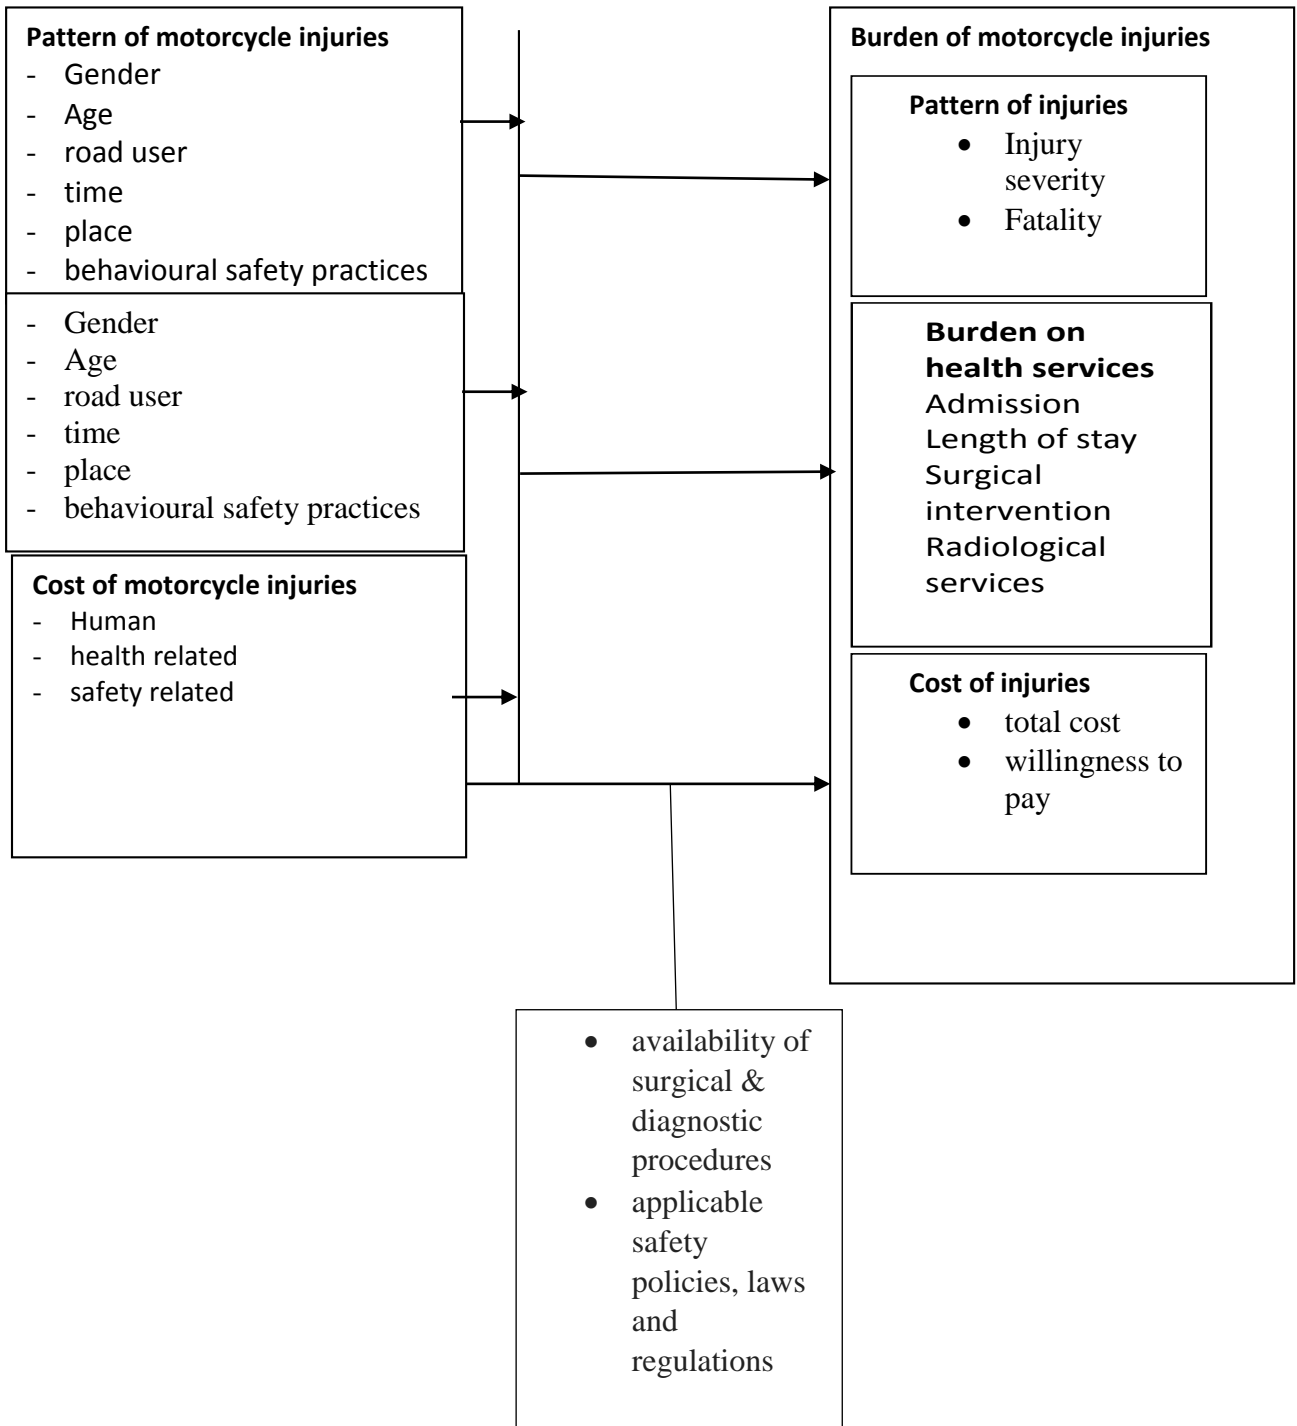 Pattern of motorcycle injuries
- Gender
- Age
- road user
- time
- place
- behavioural safety practices
- Gender
- Age
- road user
- time
- place
- behavioural safety practices
Cost of motorcycle injuries
- Human
- health related
- safety related
Burden of motorcycle injuries
Pattern of injuries
• Injury
severity
• Fatality
Burden on
health services
Admission
Length of stay
Surgical
intervention
Radiological
services
Cost of injuries
• total cost
• willingness to
pay
• availability of
surgical &
diagnostic
procedures
• applicable
safety
policies, laws
and
regulations